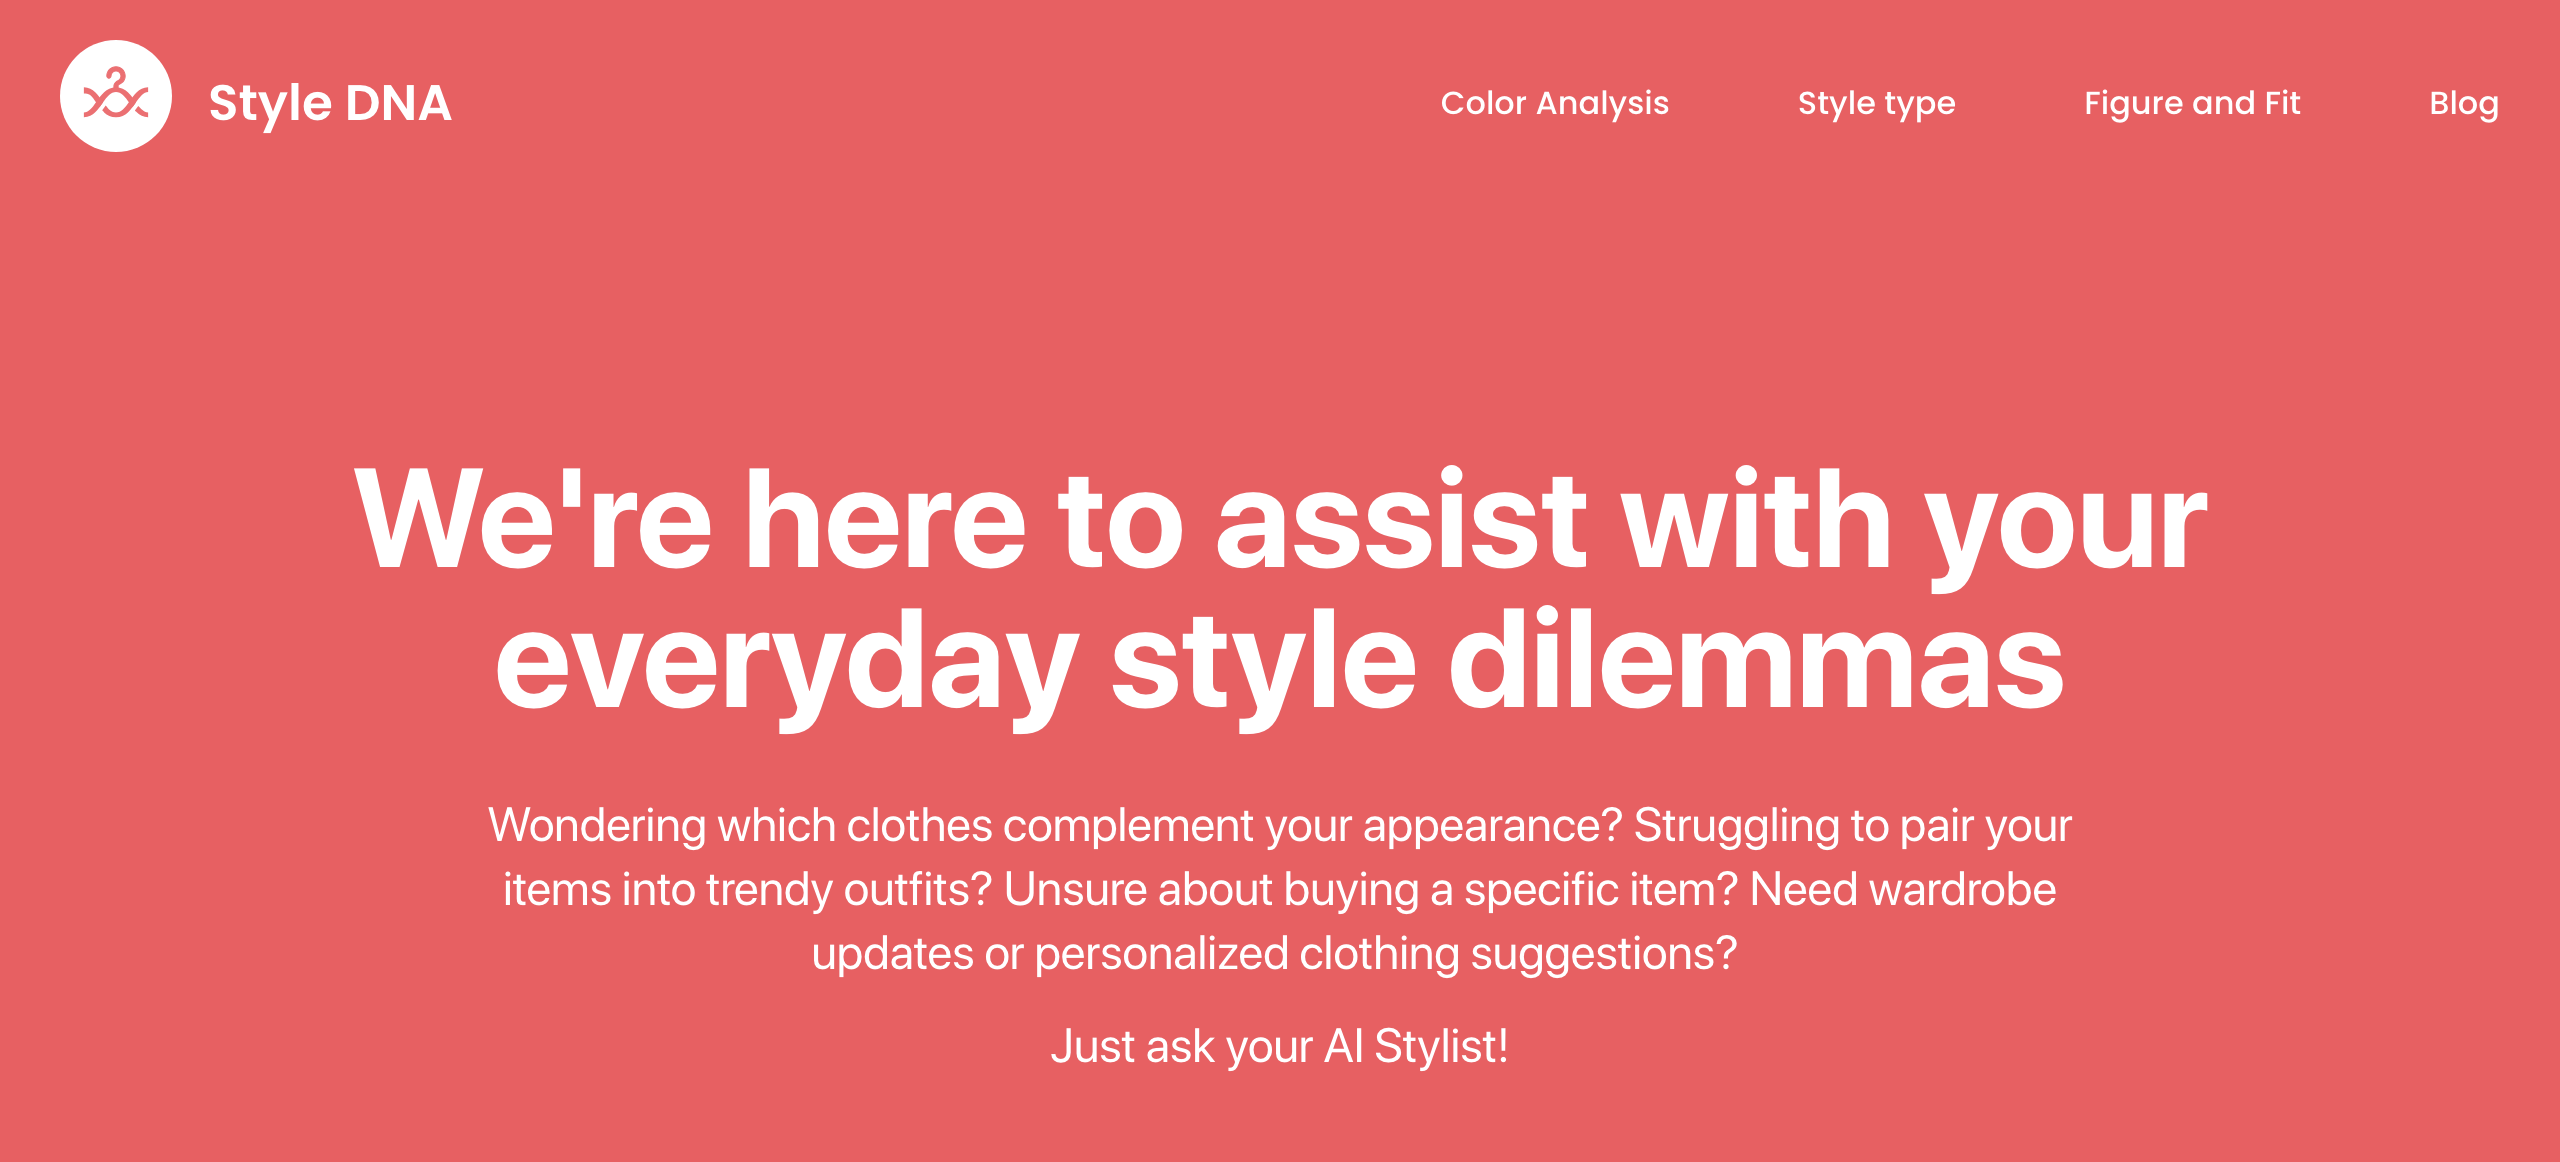 Style DNA
Color Analysis
Style type
Figure and Fit
Blog
We're here to assist with your
everyday style dilemmas
Wondering which clothes complement your appearance? Struggling to pair your
items into trendy outfits? Unsure about buying a specific item? Need wardrobe
updates or personalized clothing suggestions?
Just ask your AI Stylist!